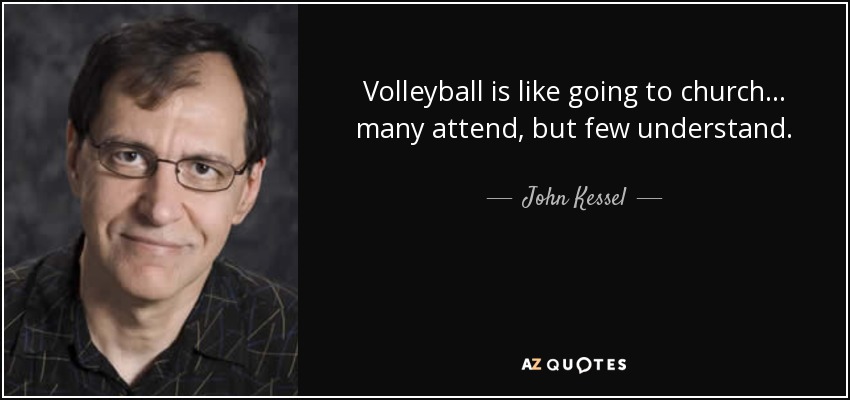 Volleyball is like going to church...
many attend, but few understand.
John Kessel
AZ QUOTES